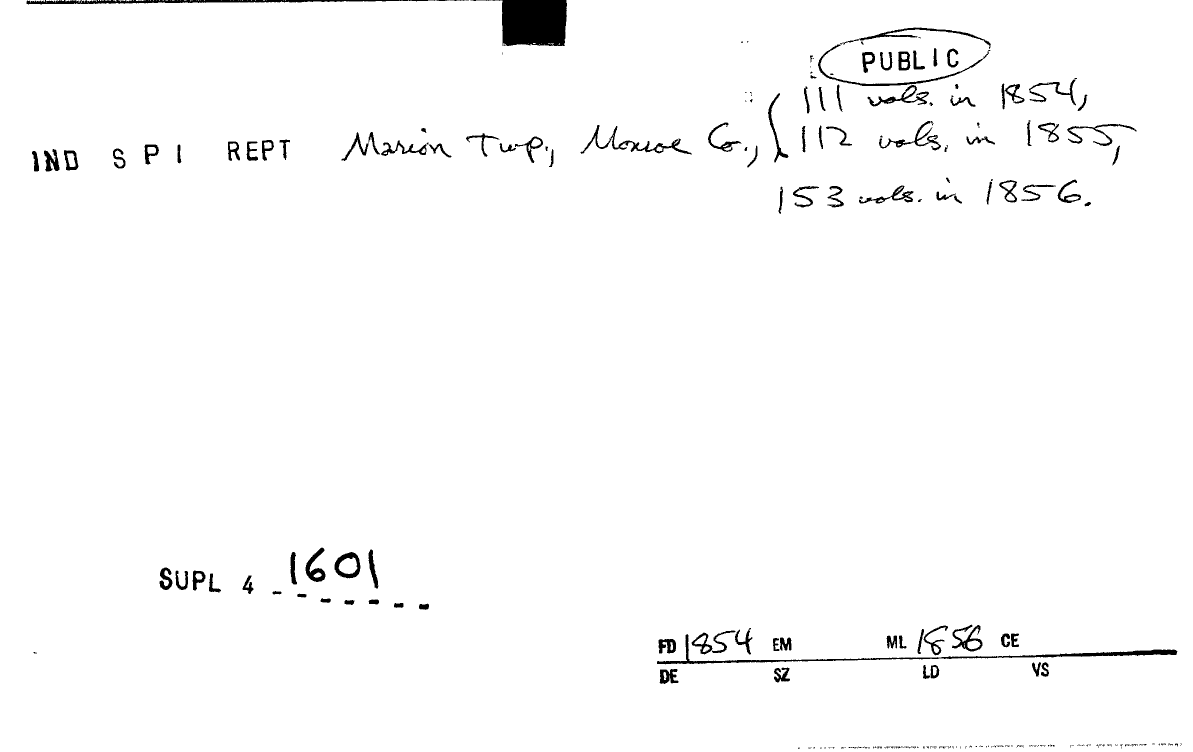 PUBLIC
111 vols. in 1854,
IND S P I REPT Marion Twp., Monroe Co., 112 vols. in 1855,
153 vols. in 1856.
SUPL 4 1601
FD 1854 EM ML 1856 CE
DE SZ LD VS